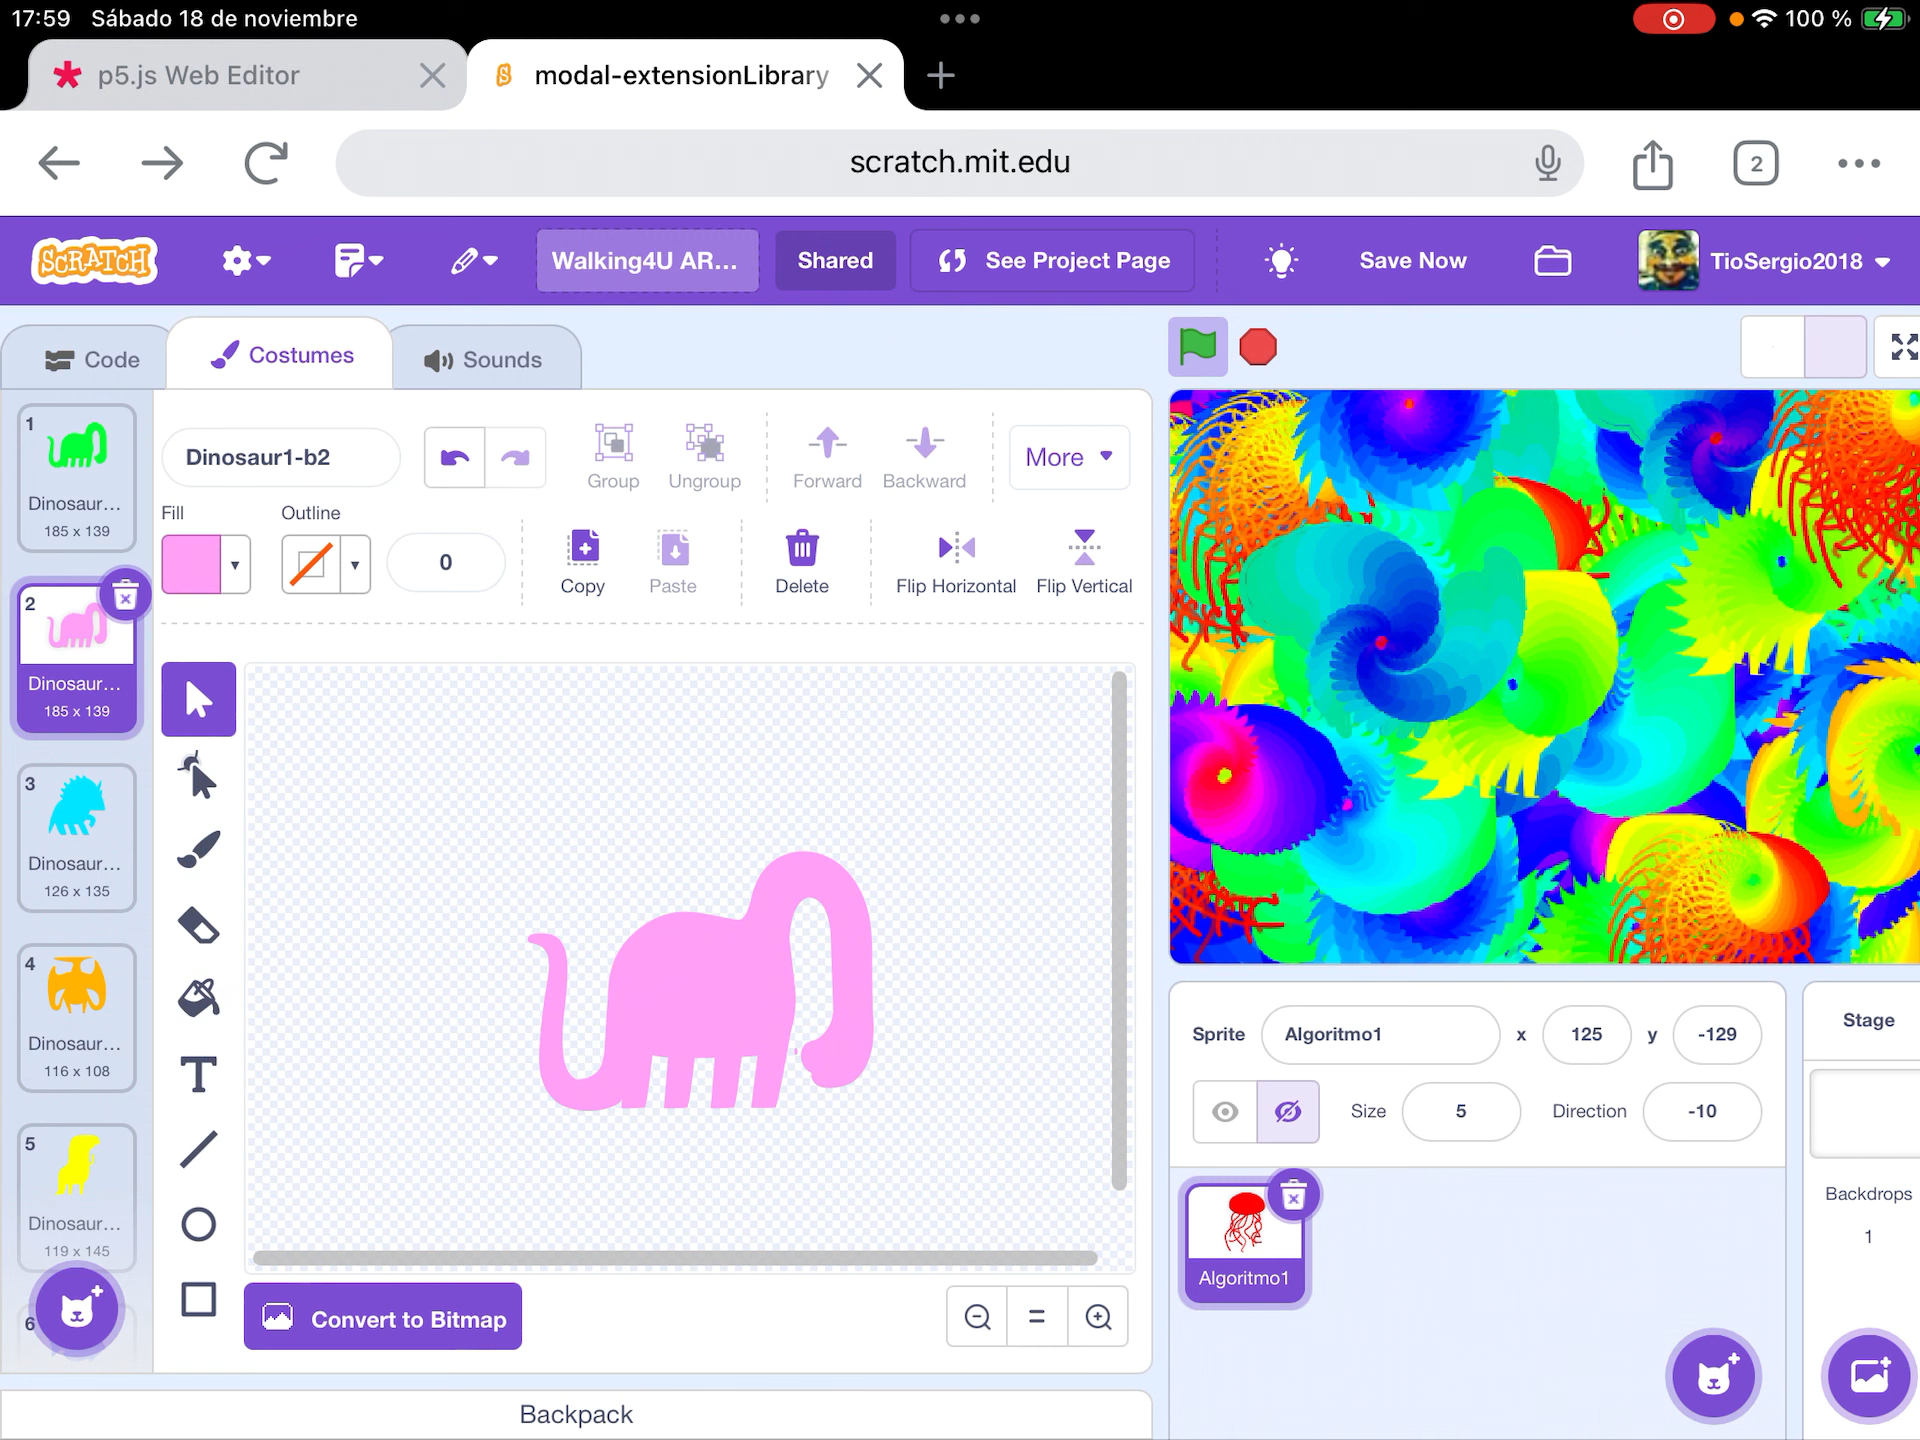 17:59 Sábado 18 de noviembre
100 %
p5.js Web Editor
modal-extensionLibrary
scratch.mit.edu
2
SCRATCH
Walking4U AR...
Shared
See Project Page
Save Now
TioSergio2018
Code
Costumes
Sounds
1
Dinosaur...
185 x 139
2
Dinosaur...
185 x 139
3
Dinosaur...
126 x 135
4
Dinosaur...
116 x 108
5
Dinosaur...
119 x 145
6
Dinosaur1-b2
Group
Ungroup
Forward
Backward
More
Fill
Outline
0
Copy
Paste
Delete
Flip Horizontal
Flip Vertical
T
Convert to Bitmap
Backpack
Sprite
Algoritmo1
x
125
y
-129
Size
5
Direction
-10
Algoritmo1
Stage
Backdrops
1